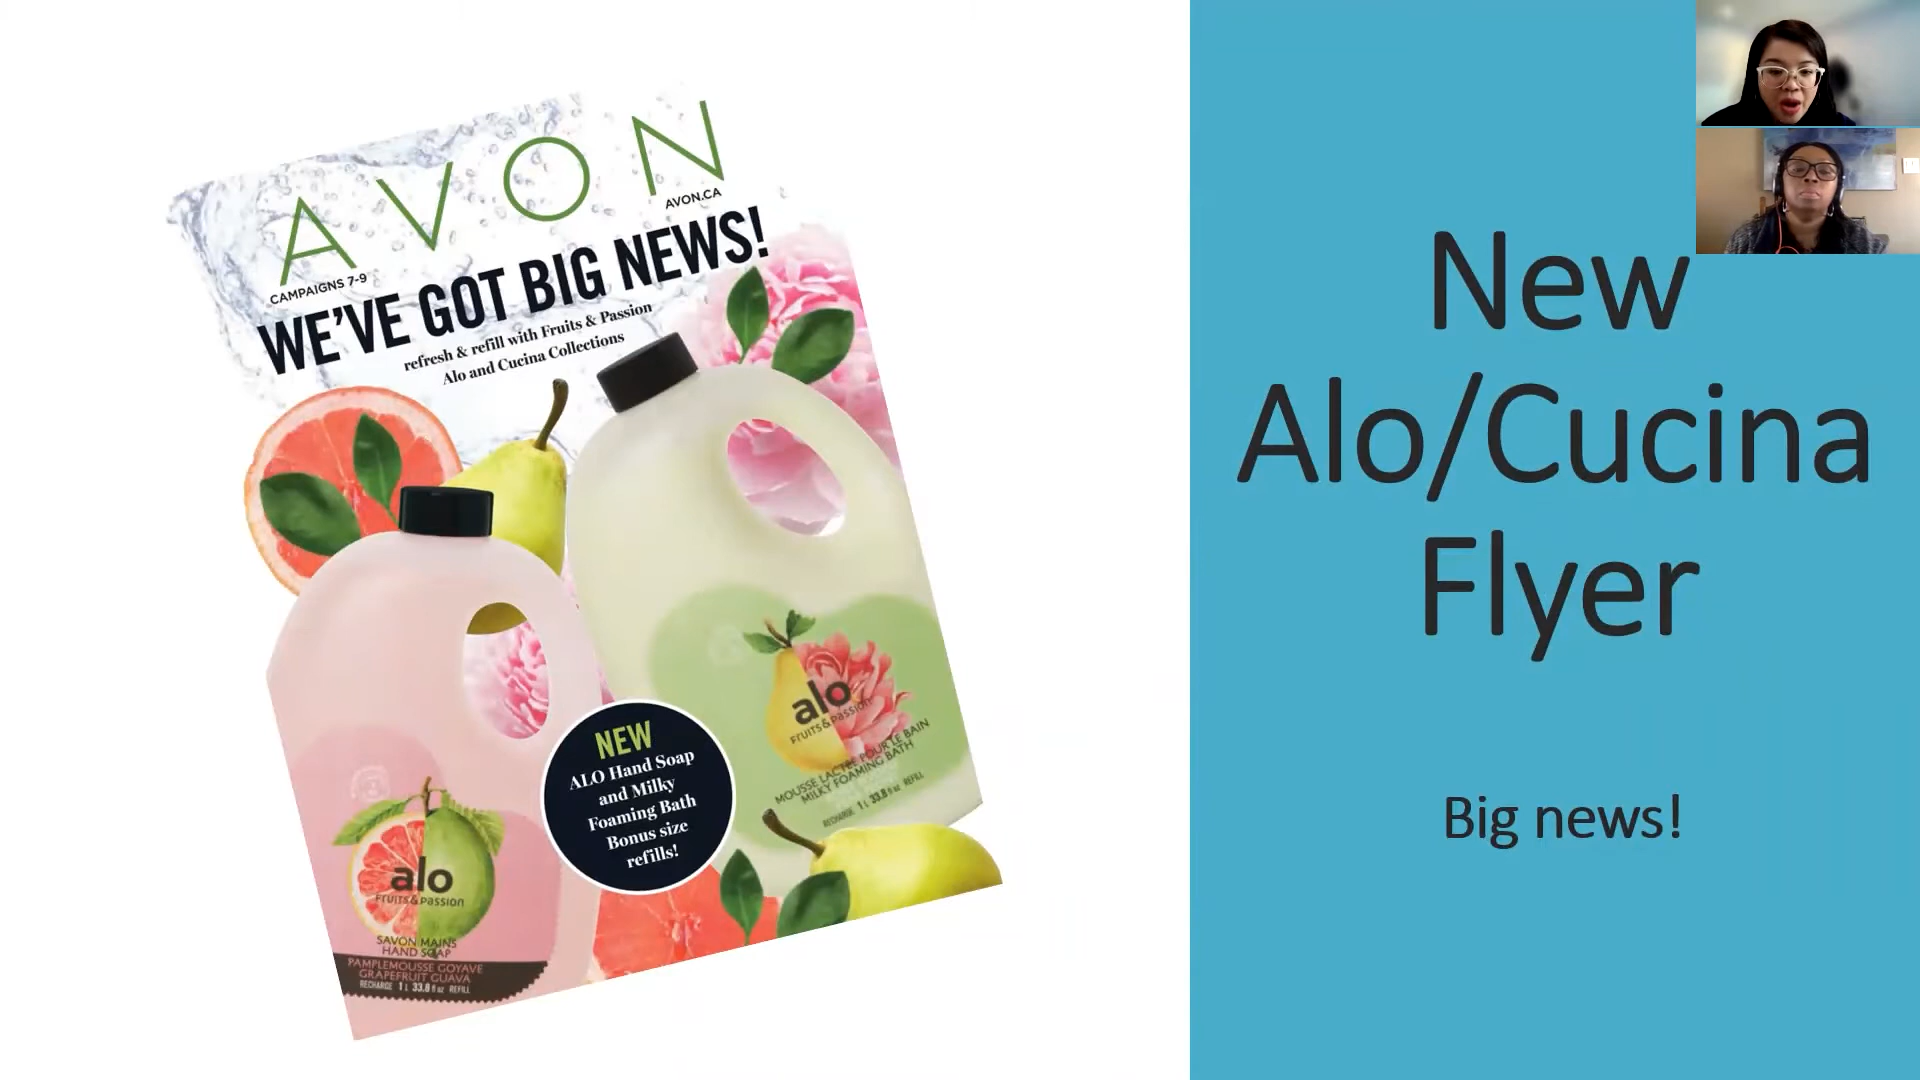 AVON
AVON.CA
CAMPAIGNS 7-9
WE'VE GOT BIG NEWS!
refresh & refill with Fruits & Passion
Alo and Cucina Collections
NEW
ALO Hand Soap
and Milky
Foaming Bath
Bonus size
refills!
alo
FRUITS & PASSION
MOUSSE LACTÉE POUR LE BAIN
MILKY FOAMING BATH
RECHARGE 1 L 33.8 fl oz REFILL
alo
FRUITS & PASSION
SAVON MAINS
HAND SOAP
PAMPLEMOUSSE GOYAVE
GRAPEFRUIT GUAVA
RECHARGE 1 L 33.8 fl oz REFILL
New
Alo/Cucina
Flyer
Big news!